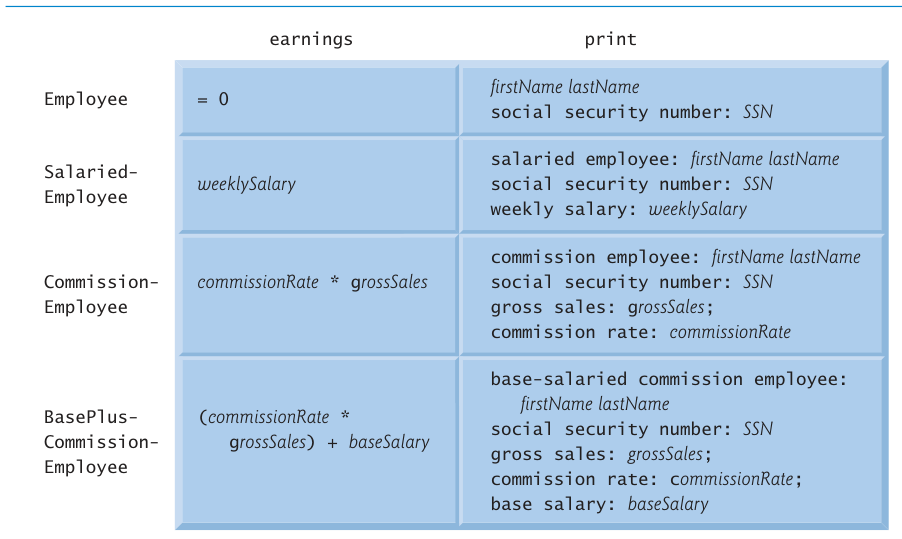 earnings print
Employee
= 0
firstName lastName
social security number: SSN
Salaried-
Employee
weeklySalary
salaried employee: firstName lastName
social security number: SSN
weekly salary: weeklySalary
Commission-
Employee
commissionRate * grossSales
commission employee: firstName lastName
social security number: SSN
gross sales: grossSales;
commission rate: commissionRate
BasePlus-
Commission-
Employee
(commissionRate *
grossSales) + baseSalary
base-salaried commission employee:
firstName lastName
social security number: SSN
gross sales: grossSales;
commission rate: commissionRate;
base salary: baseSalary